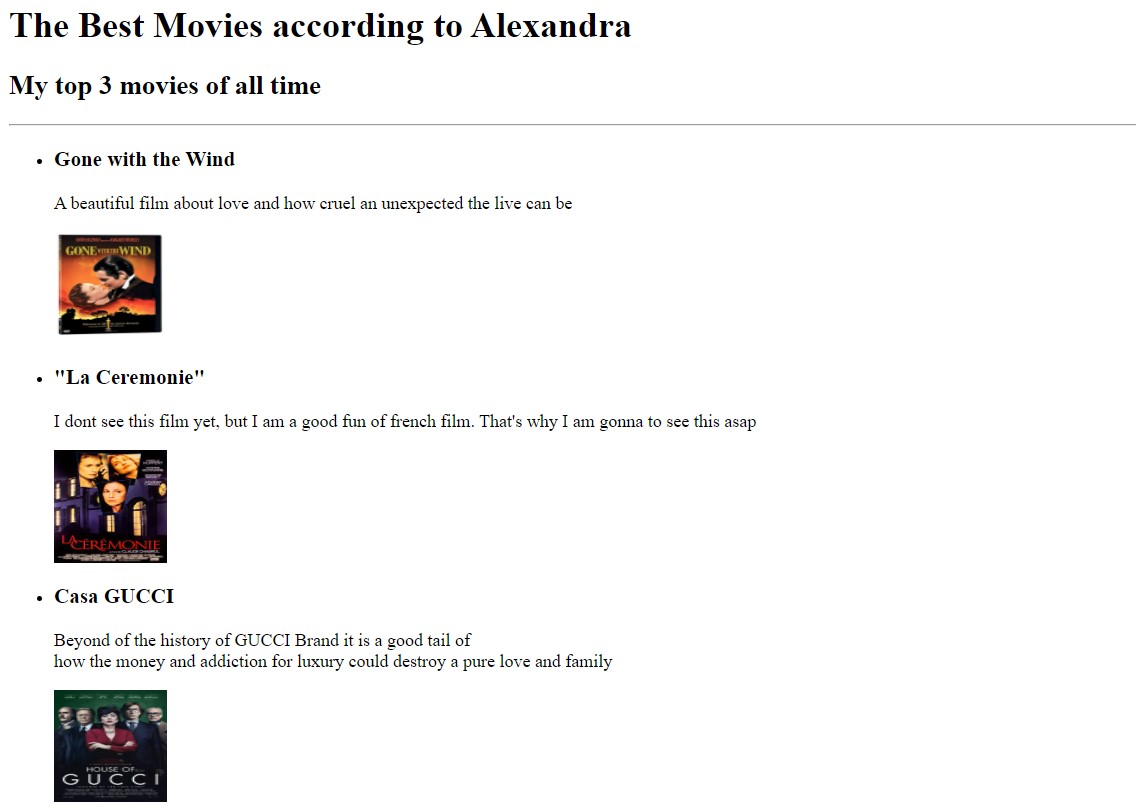 The Best Movies according to Alexandra
My top 3 movies of all time
Gone with the Wind
A beautiful film about love and how cruel an unexpected the live can be
GONE WITH THE WIND
"La Ceremonie"
I dont see this film yet, but I am a good fun of french film. That's why I am gonna to see this asap
LA CÉRÉMONIE
Casa GUCCI
Beyond of the history of GUCCI Brand it is a good tail of
how the money and addiction for luxury could destroy a pure love and family
HOUSE OF
GUCCI